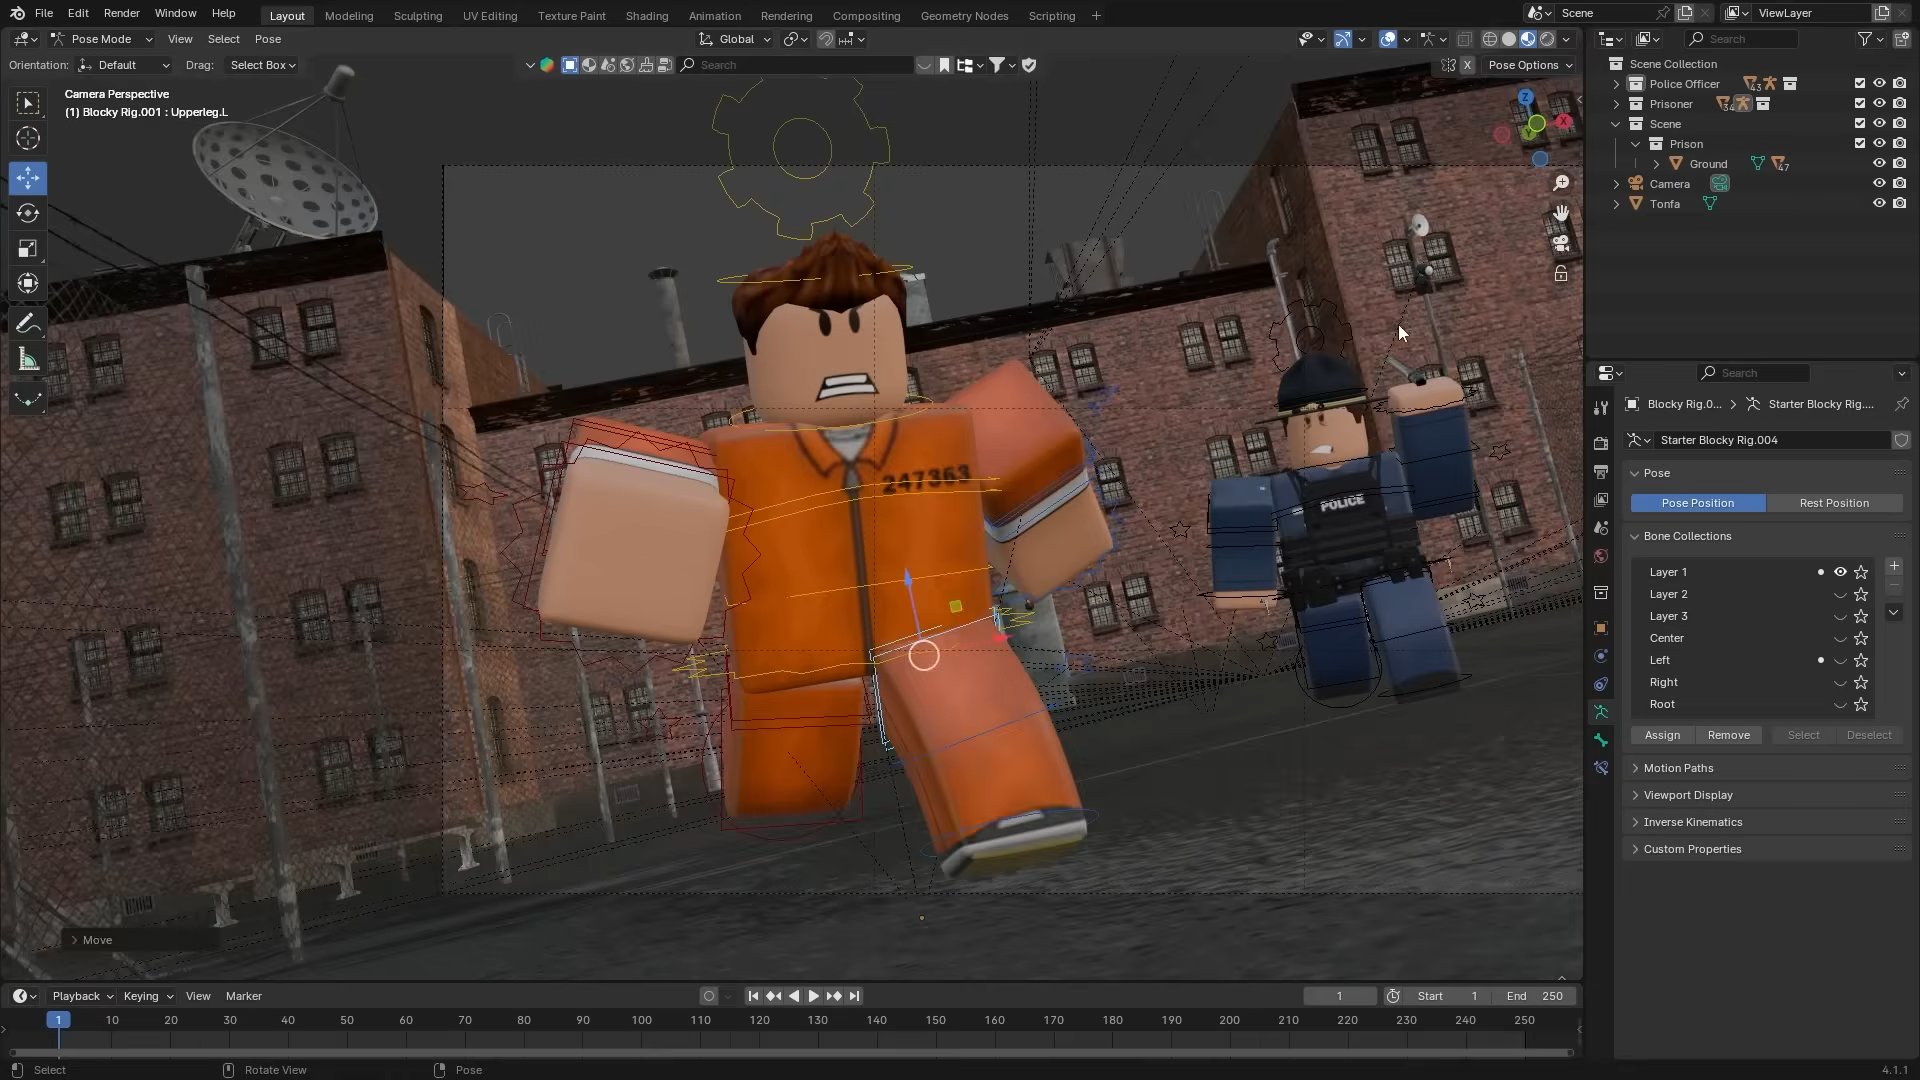 File Edit Render Window Help
Layout Modeling Sculpting UV Editing Texture Paint Shading Animation Rendering Compositing Geometry Nodes Scripting +
Scene
ViewLayer
Pose Mode View Select Pose
Global
Search
Orientation: Default Drag: Select Box
Search
X Pose Options
Camera Perspective
(1) Blocky Rig.001 : Upperleg.L
Z
X
Y
Scene Collection
Police Officer 43
Prisoner 34
Scene
Prison
Ground 47
Camera
Tonfa
247363
POLICE
Search
Blocky Rig.0... > Starter Blocky Rig....
Starter Blocky Rig.004
Pose
Pose Position Rest Position
Bone Collections
Layer 1
Layer 2
Layer 3
Center
Left
Right
Root
Assign Remove Select Deselect
Motion Paths
Viewport Display
Inverse Kinematics
Custom Properties
Move
Playback Keying View Marker
1 Start 1 End 250
1 10 20 30 40 50 60 70 80 90 100 110 120 130 140 150 160 170 180 190 200 210 220 230 240 250
Select Rotate View Pose 4.1.1